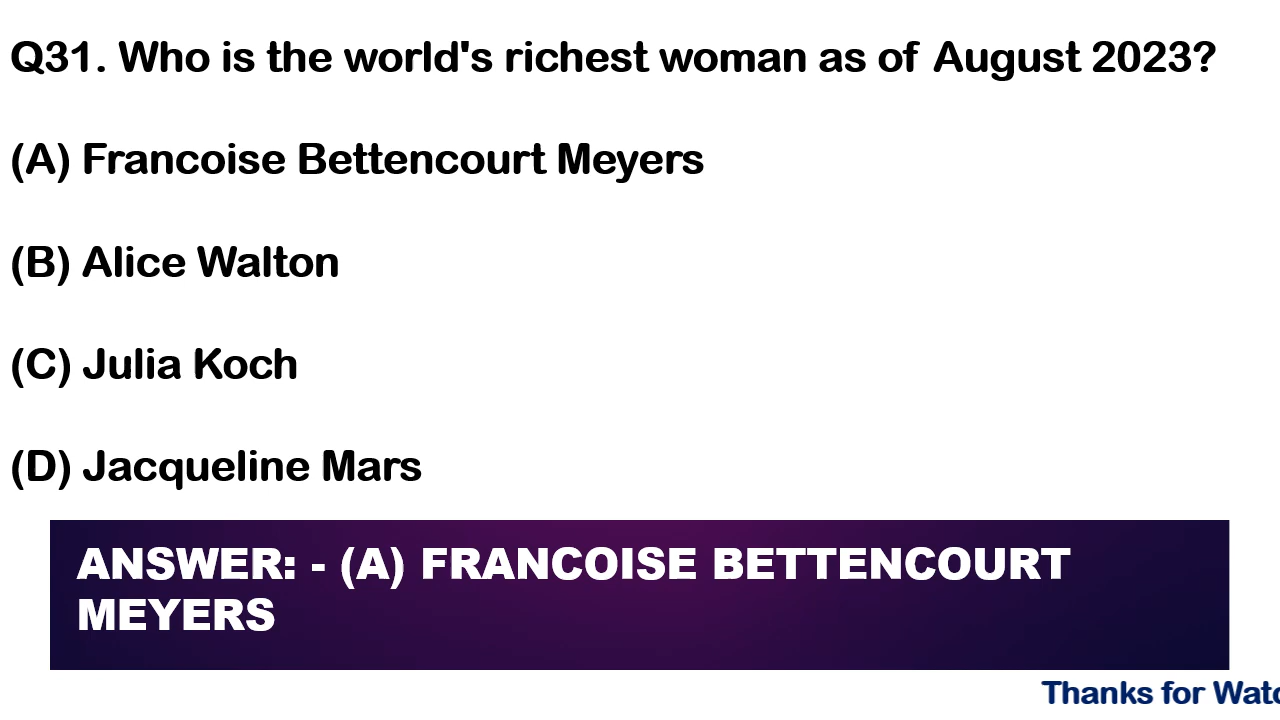 Q31. Who is the world's richest woman as of August 2023?
(A) Francoise Bettencourt Meyers
(B) Alice Walton
(C) Julia Koch
(D) Jacqueline Mars
ANSWER: - (A) FRANCOISE BETTENCOURT
MEYERS
Thanks for Watc